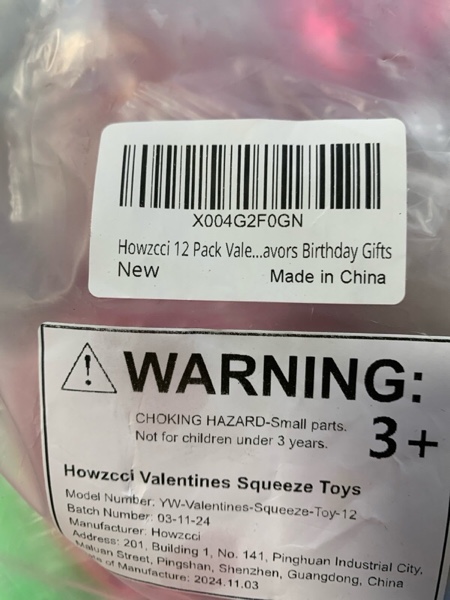 X004G2F0GN
Howzcci 12 Pack Vale...avors Birthday Gifts
New Made in China
WARNING:
CHOKING HAZARD-Small parts.
Not for children under 3 years.
3+
Howzcci Valentines Squeeze Toys
Model Number: YW-Valentines-Squeeze-Toy-12
Batch Number: 03-11-24
Manufacturer: Howzcci
Address: 201, Building 1, No. 141, Pinghuan Industrial City,
Maluan Street, Pingshan, Shenzhen, Guangdong, China
of Manufacture: 2024.11.03